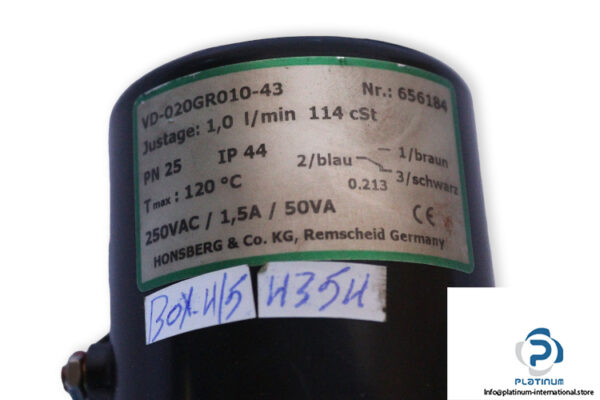 VD-020GR010-43 Nr.: 656184
Justage: 1,0 l/min 114 cSt
PN 25 IP 44 2/blau 1/braun
3/schwarz
0.213
Tmax : 120 °C
250VAC / 1,5A / 50VA CE
HONSBERG & Co. KG, Remscheid Germany
BOX-4/5 4354
PLATINUM
https://platinum-international.store